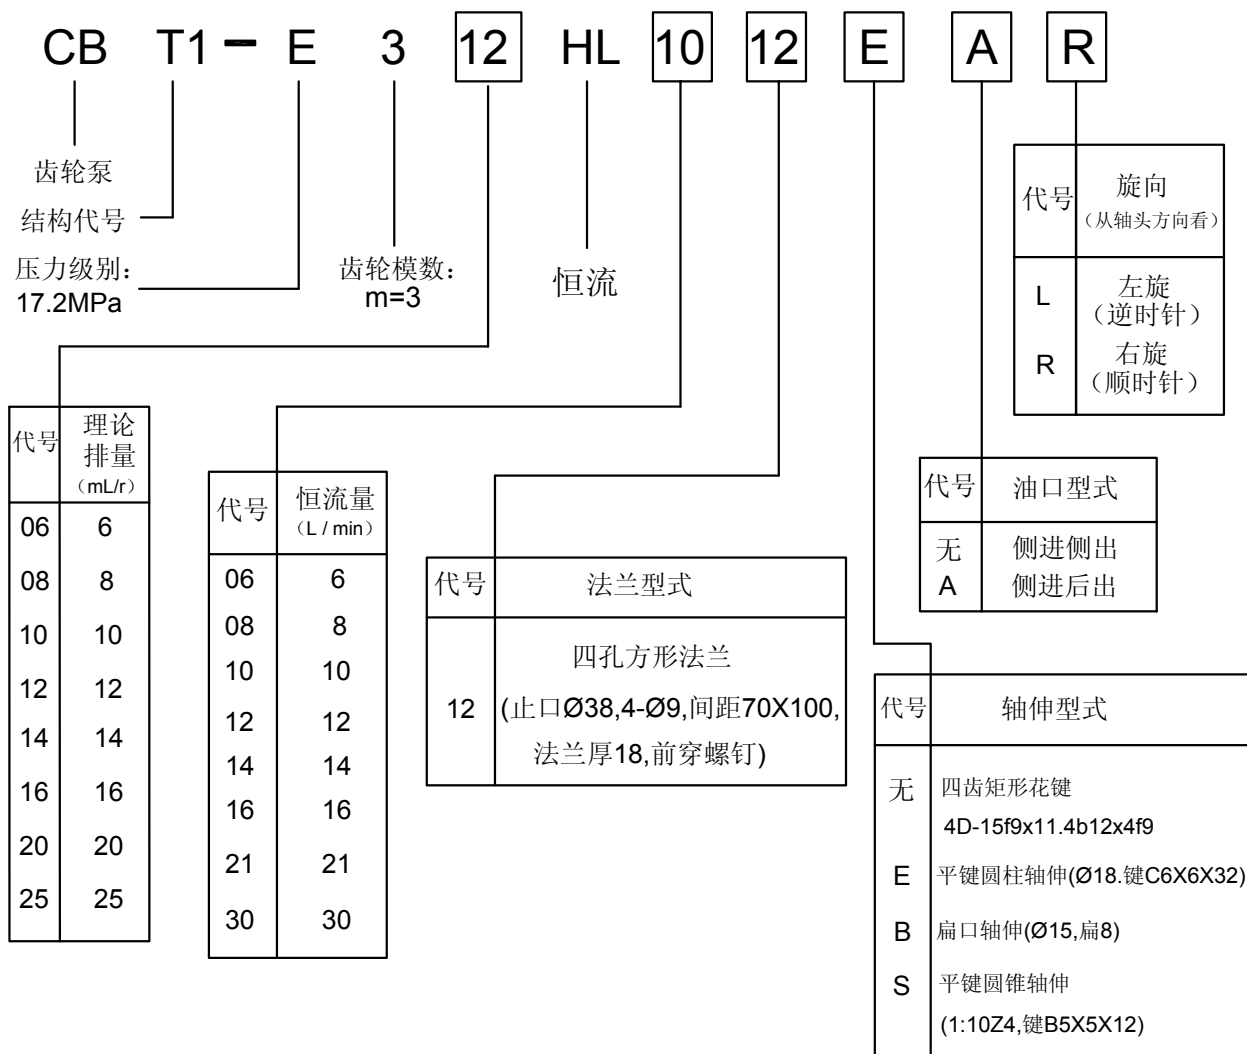 CB T1-E 3 12 HL 10 12 E A R
齿轮泵
结构代号
压力级别:
17.2MPa
齿轮模数:
m=3
恒流
代号 旋向
（从轴头方向看）
L 左旋
（逆时针）
R 右旋
（顺时针）
代号 理论
排量
（mL/r）
06 6
08 8
10 10
12 12
14 14
16 16
20 20
25 25
代号 恒流量
（L / min）
06 6
08 8
10 10
12 12
14 14
16 16
21 21
30 30
代号 法兰型式
四孔方形法兰
12 (止口Ø38,4-Ø9,间距70X100,
法兰厚18,前穿螺钉)
代号 油口型式
无 侧进侧出
A 侧进后出
代号 轴伸型式
无 四齿矩形花键
4D-15f9x11.4b12x4f9
E 平键圆柱轴伸(Ø18.键C6X6X32)
B 扁口轴伸(Ø15,扁8)
S 平键圆锥轴伸
(1:10Z4,键B5X5X12)